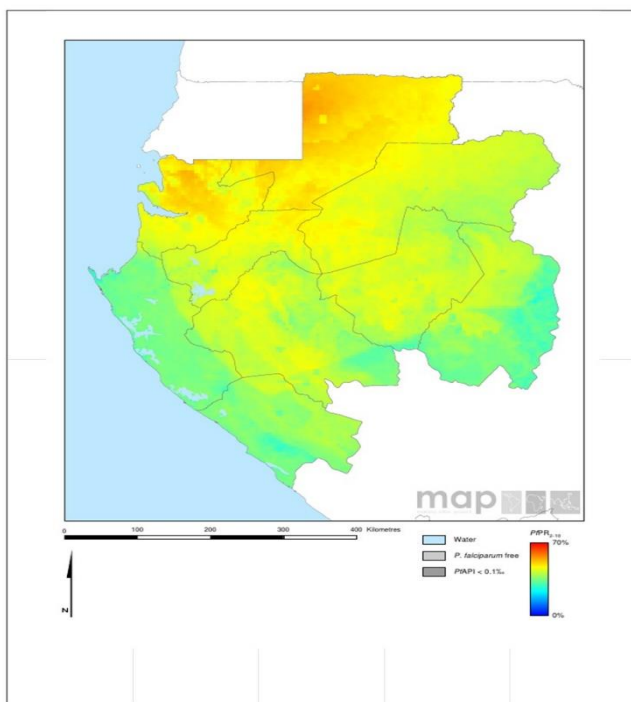 map
0 100 200 300 400 Kilometres
Water
P. falciparum free
PfAPI < 0.1‰
PfPR2-10
70%
0%
N